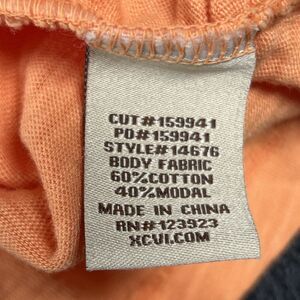 CUT#159941
PO#159941
STYLE#14676
BODY FABRIC
60%COTTON
40%MODAL
MADE IN CHINA
RN#123923
XCVI.COM